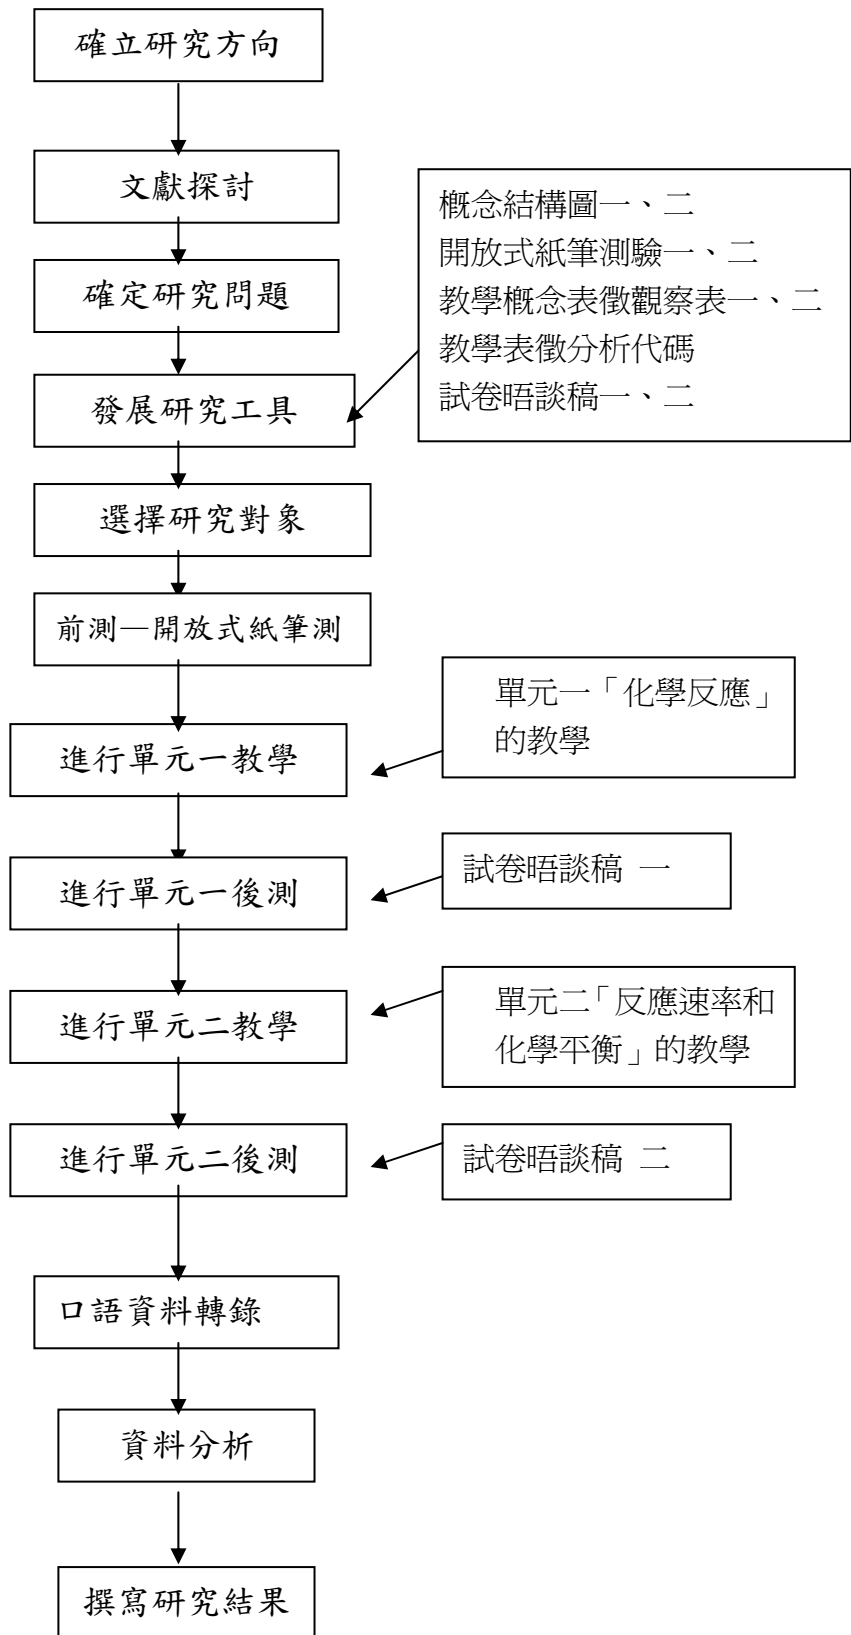 確立研究方向
文獻探討
概念結構圖一、二
開放式紙筆測驗一、二
教學概念表徵觀察表一、二
教學表徵分析代碼
試卷晤談稿一、二
確定研究問題
發展研究工具
選擇研究對象
前測—開放式紙筆測
單元一「化學反應」
的教學
進行單元一教學
試卷晤談稿 一
進行單元一後測
單元二「反應速率和
化學平衡」的教學
進行單元二教學
試卷晤談稿 二
進行單元二後測
口語資料轉錄
資料分析
撰寫研究結果